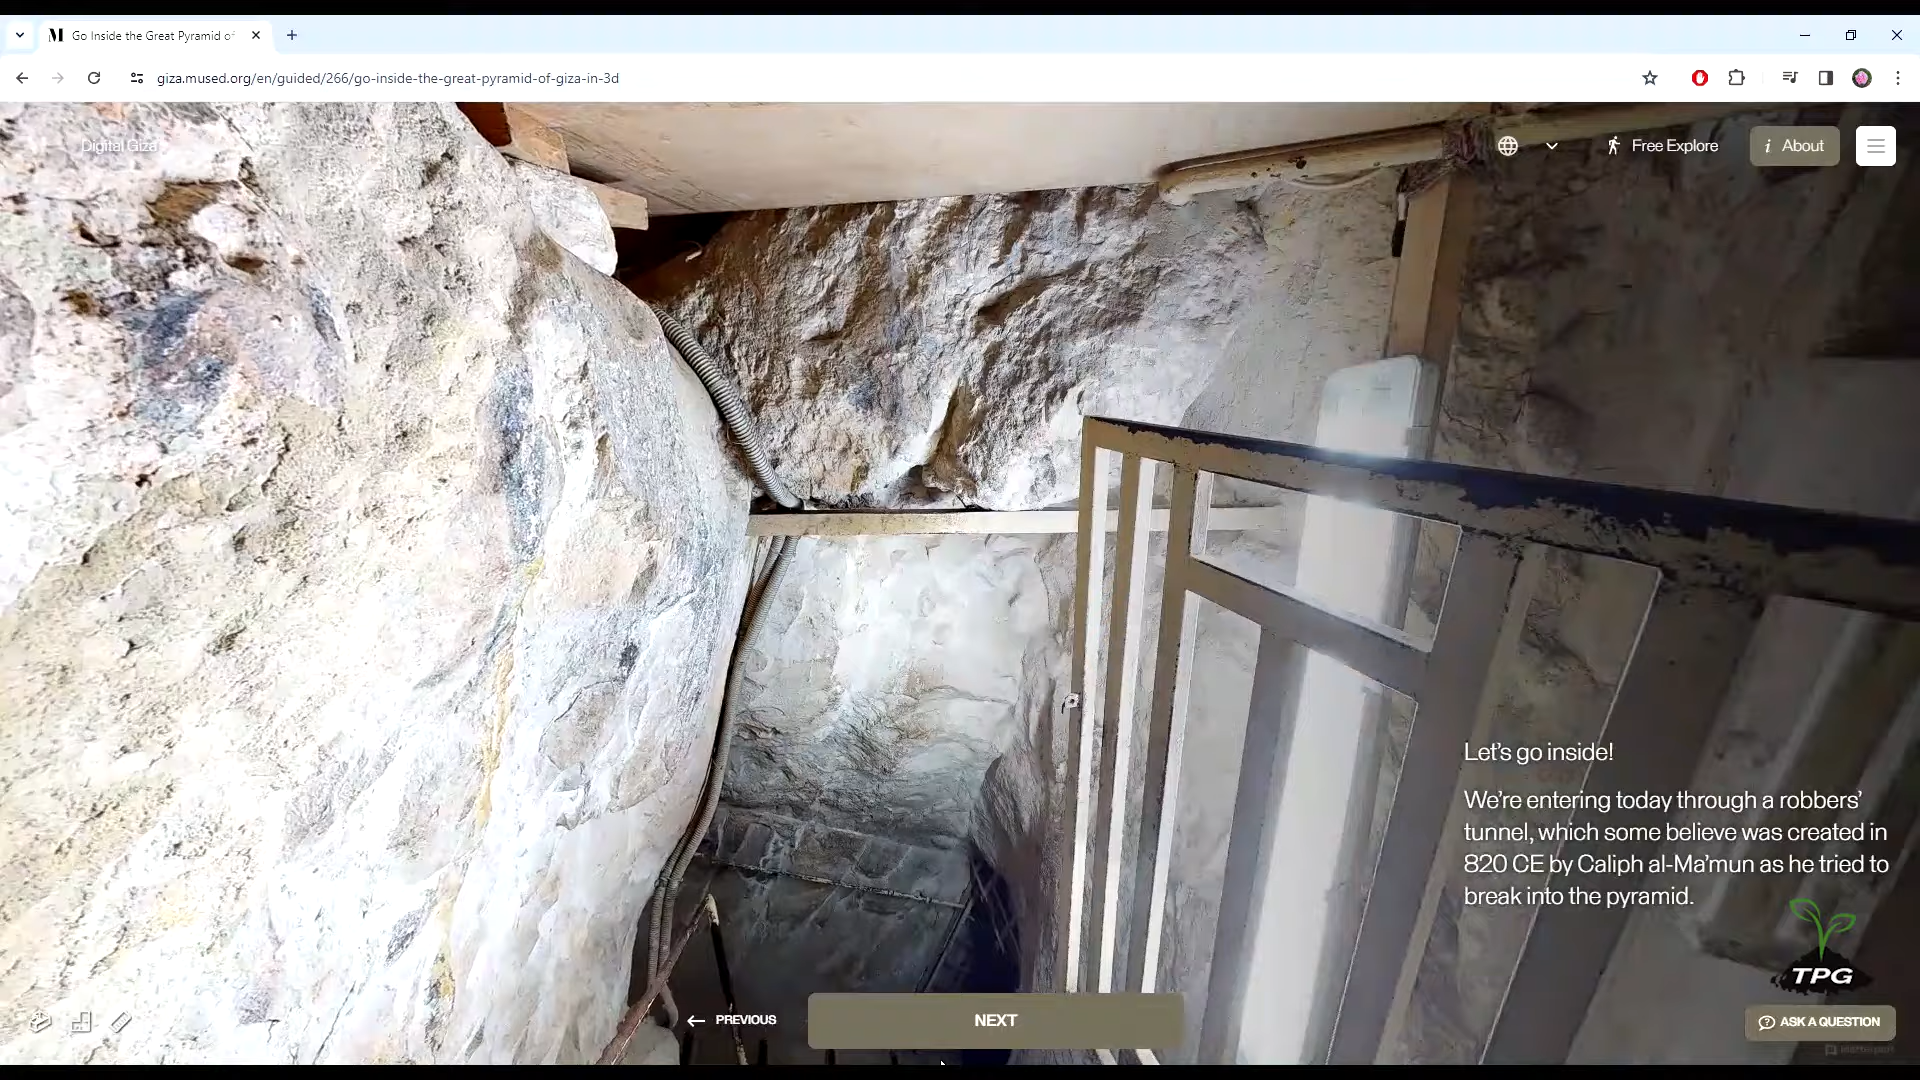 Go Inside the Great Pyramid of
giza.mused.org/en/guided/266/go-inside-the-great-pyramid-of-giza-in-3d
Digital Giza
Free Explore
i About
Let's go inside!
We're entering today through a robbers'
tunnel, which some believe was created in
820 CE by Caliph al-Ma'mun as he tried to
break into the pyramid.
TPG
PREVIOUS
NEXT
ASK A QUESTION